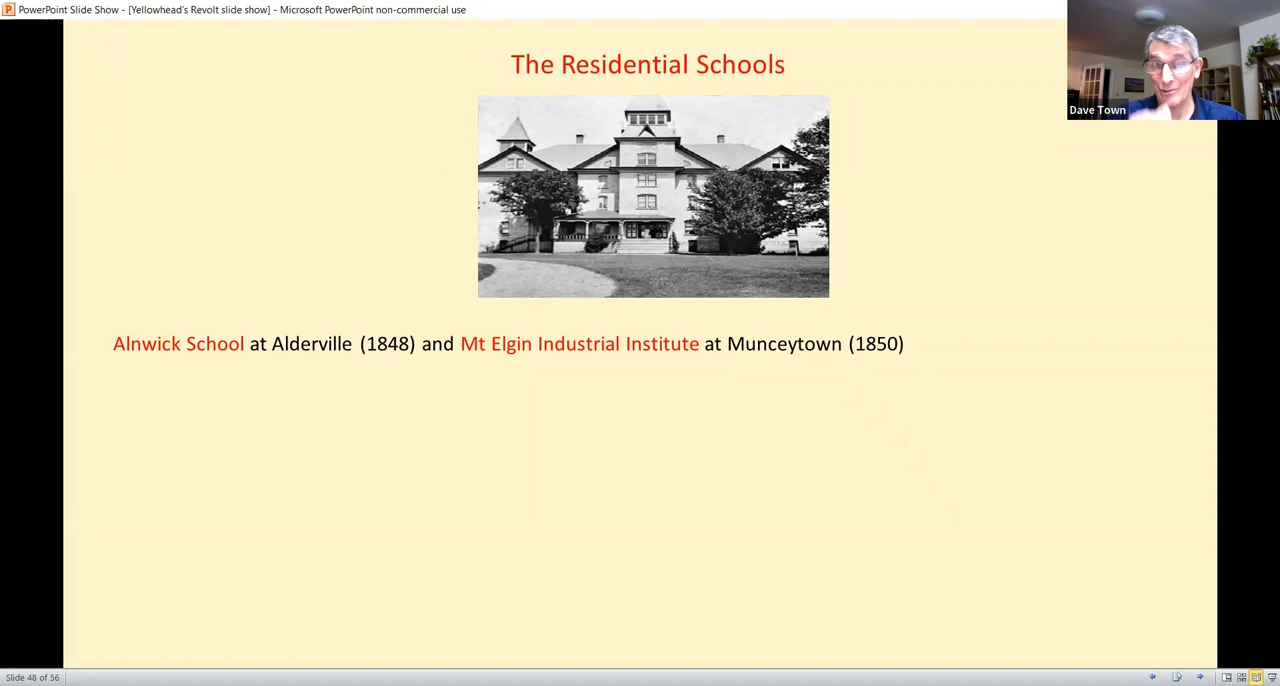 PowerPoint Slide Show - [Yellowhead's Revolt slide show] - Microsoft PowerPoint non-commercial use
The Residential Schools
Dave Town
Alnwick School at Alderville (1848) and Mt Elgin Industrial Institute at Munceytown (1850)
Slide 48 of 56